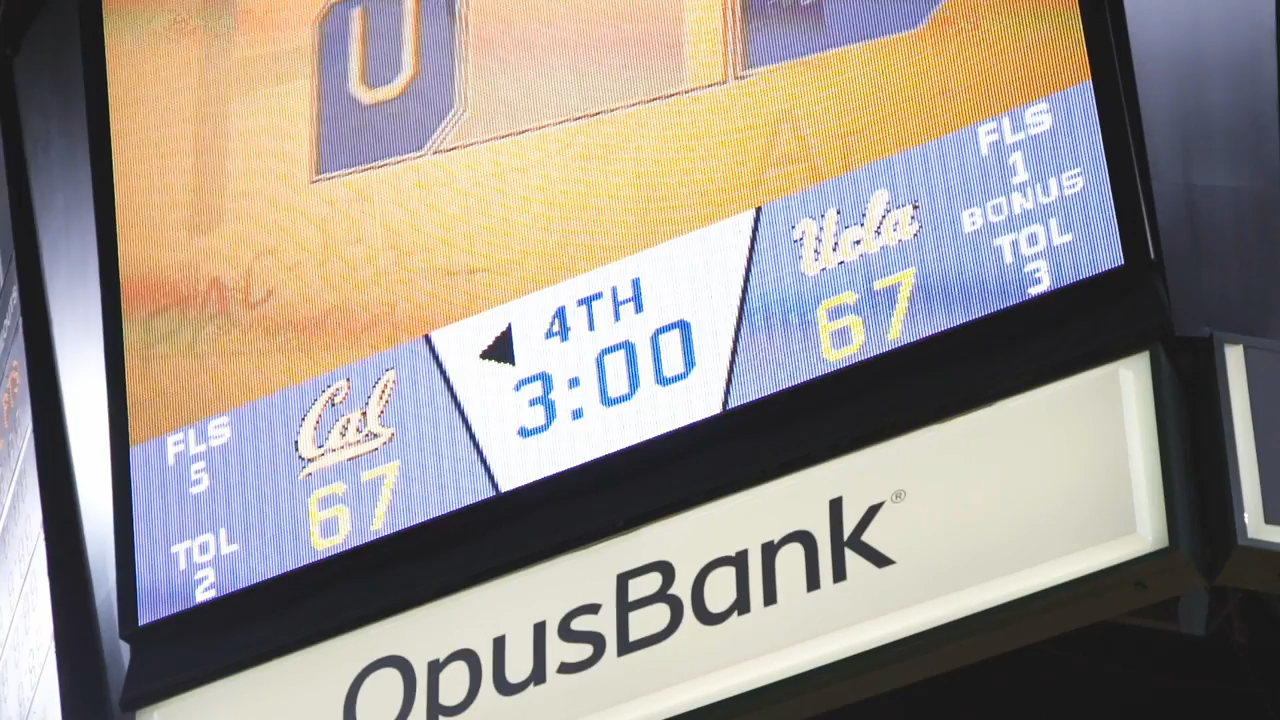 U
FLS
1
BONUS
TOL
3
Ucla
67
4TH
3:00
FLS
5
TOL
2
Cal
67
OpusBank®